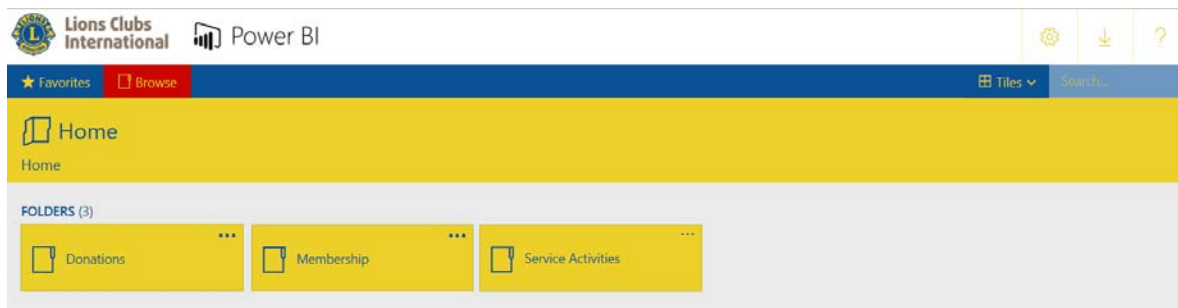 Lions Clubs
International
Power BI
?
Favorites
Browse
Tiles
Search...
Home
Home
FOLDERS (3)
Donations
Membership
Service Activities